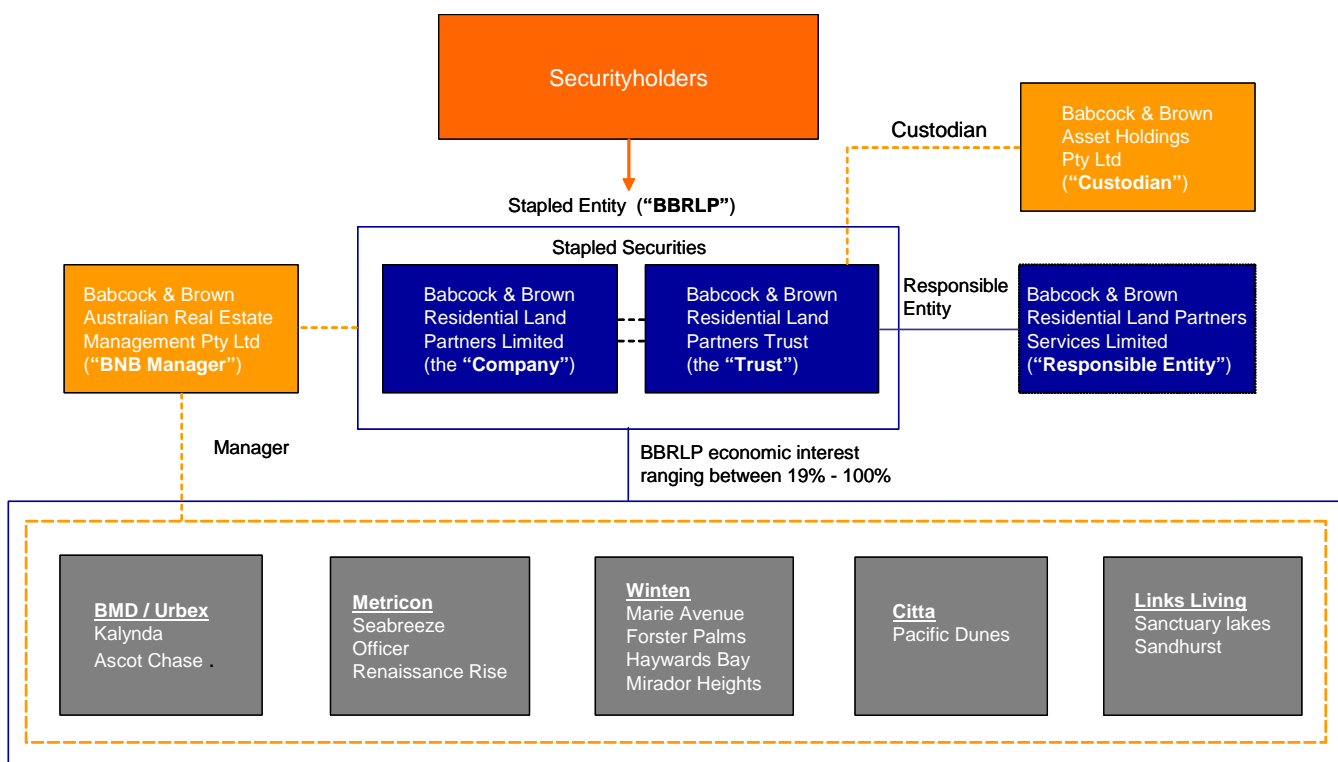 Securityholders
Custodian
Babcock & Brown
Asset Holdings
Pty Ltd
(“Custodian”)
Stapled Entity (“BBRLP”)
Stapled Securities
Babcock & Brown
Australian Real Estate
Management Pty Ltd
(“BNB Manager”)
Babcock & Brown
Residential Land
Partners Limited
(the “Company”)
Babcock & Brown
Residential Land
Partners Trust
(the “Trust”)
Responsible
Entity
Babcock & Brown
Residential Land Partners
Services Limited
(“Responsible Entity”)
Manager
BBRLP economic interest
ranging between 19% - 100%
BMD / Urbex
Kalynda
Ascot Chase .
Metricon
Seabreeze
Officer
Renaissance Rise
Winten
Marie Avenue
Forster Palms
Haywards Bay
Mirador Heights
Citta
Pacific Dunes
Links Living
Sanctuary lakes
Sandhurst